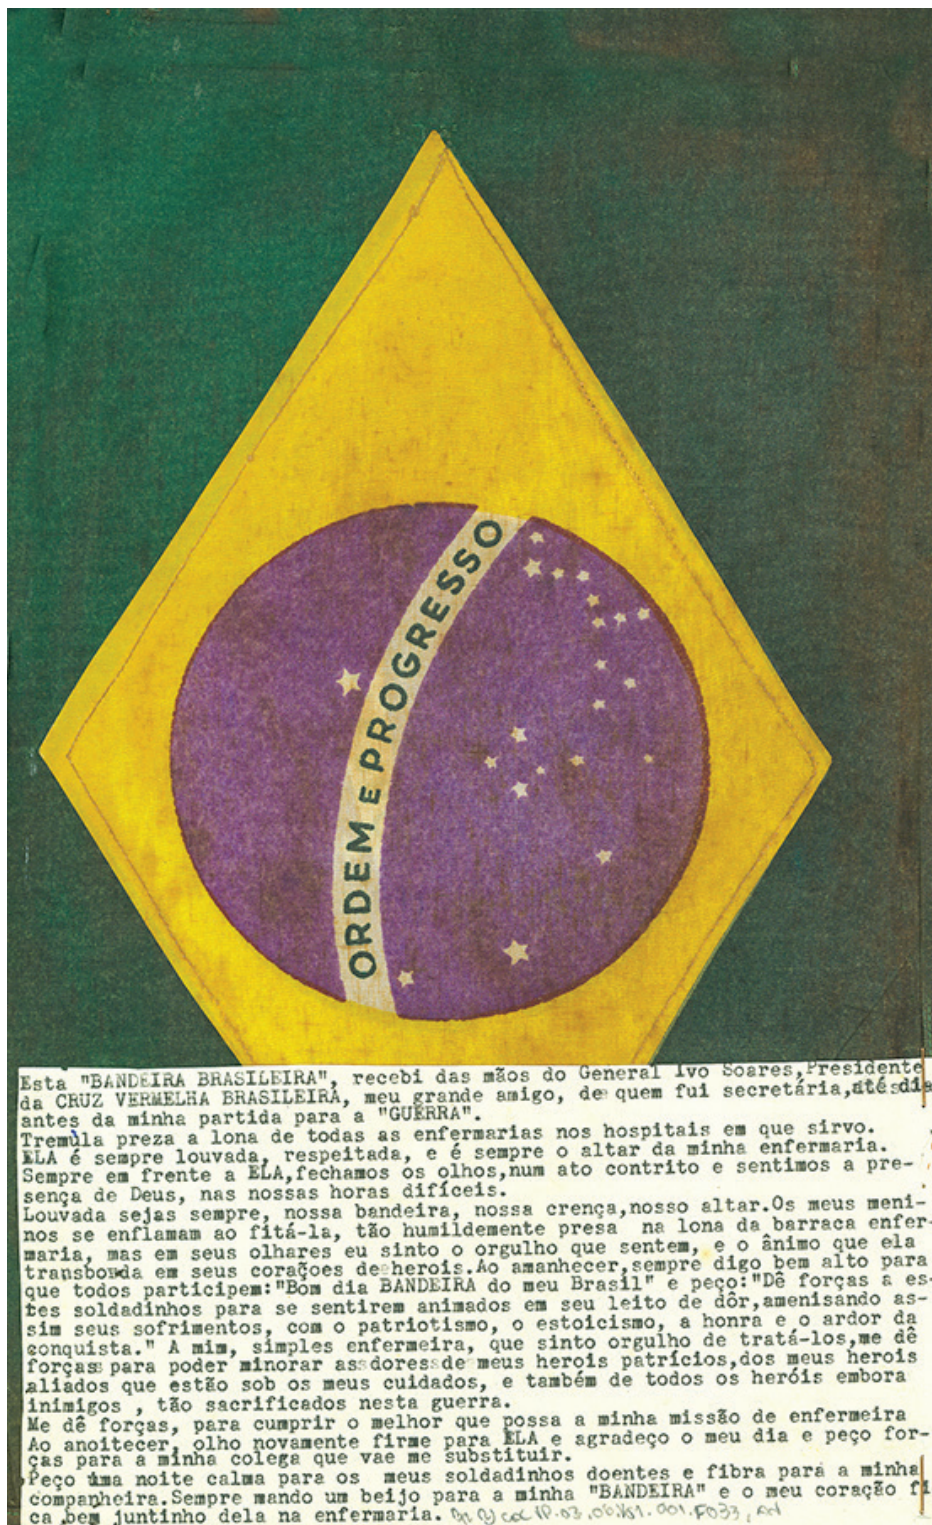 ORDEM E PROGRESSO
Esta "BANDEIRA BRASILEIRA", recebi das mãos do General Ivo Soares,Presidente
da CRUZ VERMELHA BRASILEIRA, meu grande amigo, de quem fui secretária,até dia
antes da minha partida para a "GUERRA".
Tremula preza a lona de todas as enfermarias nos hospitais em que sirvo.
ELA é sempre louvada, respeitada, e é sempre o altar da minha enfermaria.
Sempre em frente a ELA,fechamos os olhos,num ato contrito e sentimos a pre-
sença de Deus, nas nossas horas difíceis.
Louvada sejas sempre, nossa bandeira, nossa crença,nosso altar.Os meus meni-
nos se enflamam ao fitá-la, tão humildemente presa na lona da barraca enfer-
maria, mas em seus olhares eu sinto o orgulho que sentem, e o ânimo que ela
transborda em seus corações de herois.Ao amanhecer,sempre digo bem alto para
que todos participem:"Bom dia BANDEIRA do meu Brasil" e peço:"Dê forças a es-
tes soldadinhos para se sentirem animados em seu leito de dôr,amenisando as-
sim seus sofrimentos, com o patriotismo, o estoicismo, a honra e o ardor da
conquista." A mim, simples enfermeira, que sinto orgulho de tratá-los,me dê
forças para poder minorar as dores de meus herois patrícios,dos meus herois
aliados que estão sob os meus cuidados, e também de todos os heróis embora
inimigos , tão sacrificados nesta guerra.
Me dê forças, para cumprir o melhor que possa a minha missão de enfermeira
Ao anoitecer, olho novamente firme para ELA e agradeço o meu dia e peço for-
ças para a minha colega que vae me substituir.
Peço uma noite calma para os meus soldadinhos doentes e fibra para a minha
companheira.Sempre mando um beijo para a minha "BANDEIRA" e o meu coração fi
ca bem juntinho dela na enfermaria.